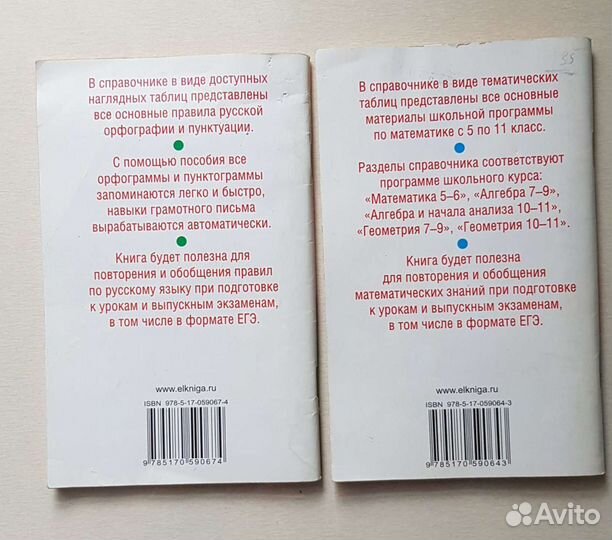 В справочнике в виде доступных
наглядных таблиц представлены
все основные правила русской
орфографии и пунктуации.
С помощью пособия все
орфограммы и пунктограммы
запоминаются легко и быстро,
навыки грамотного письма
вырабатываются автоматически.
Книга будет полезна для
повторения и обобщения правил
по русскому языку при подготовке
к урокам и выпускным экзаменам,
в том числе в формате ЕГЭ.
www.elkniga.ru
ISBN 978-5-17-059067-4
9 785170 590674
35
В справочнике в виде тематических
таблиц представлены все основные
материалы школьной программы
по математике с 5 по 11 класс.
Разделы справочника соответствуют
программе школьного курса:
«Математика 5–6», «Алгебра 7–9»,
«Алгебра и начала анализа 10–11»,
«Геометрия 7–9», «Геометрия 10–11».
Книга будет полезна
для повторения и обобщения
математических знаний при подготовке
к урокам и выпускным экзаменам,
в том числе в формате ЕГЭ.
www.elkniga.ru
ISBN 978-5-17-059064-3
9 785170 590643
Avito